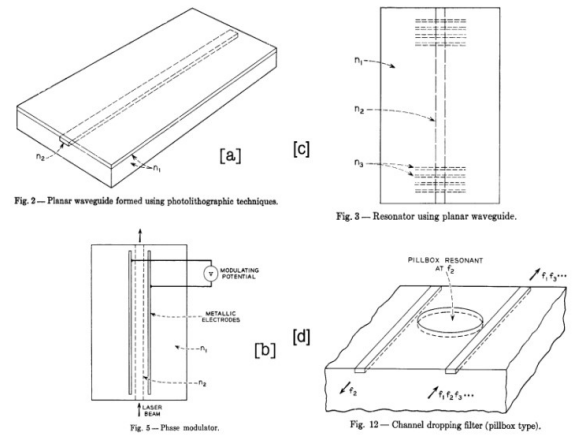 n₂
n₁
[a]
Fig. 2 — Planar waveguide formed using photolithographic techniques.
n₁
n₂
n₃
[c]
Fig. 3 — Resonator using planar waveguide.
V
MODULATING
POTENTIAL
METALLIC
ELECTRODES
n₁
n₂
[b]
LASER
BEAM
Fig. 5 — Phase modulator.
PILLBOX RESONANT
AT f₂
f₁ f₃ •••
[d]
f₂
f₁ f₂ f₃ •••
Fig. 12 — Channel dropping filter (pillbox type).